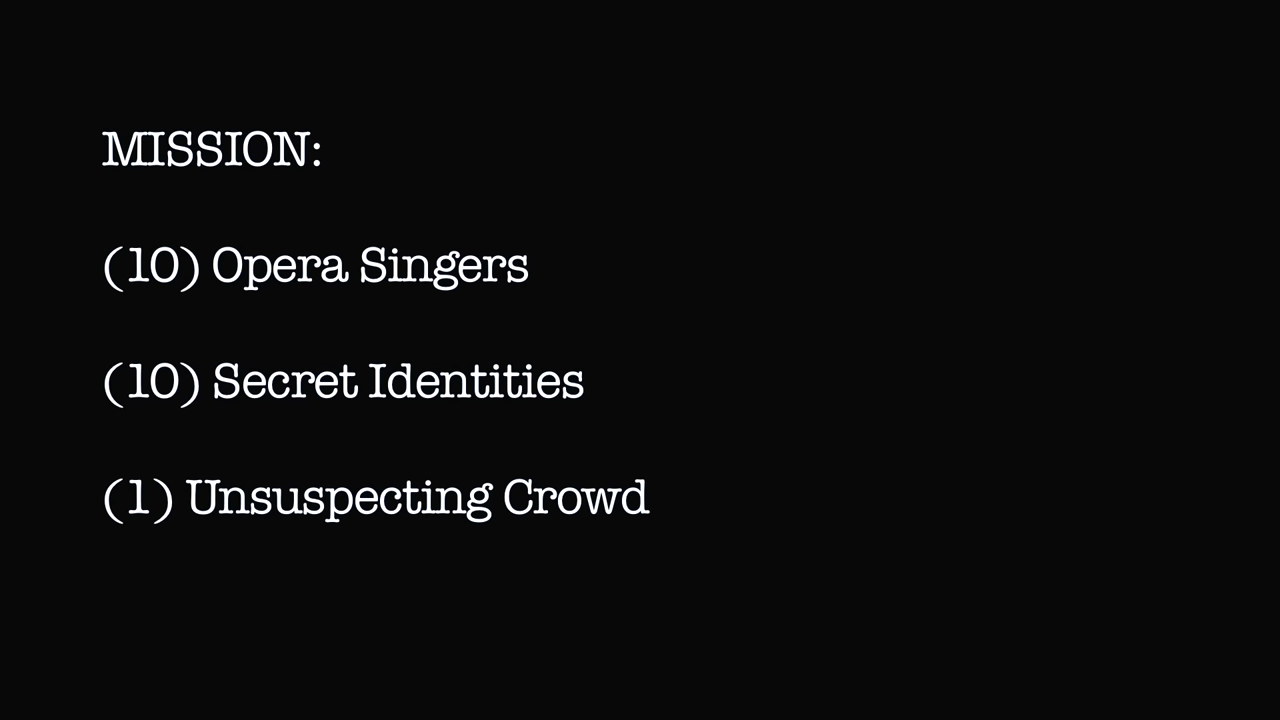 MISSION:
(10) Opera Singers
(10) Secret Identities
(1) Unsuspecting Crowd